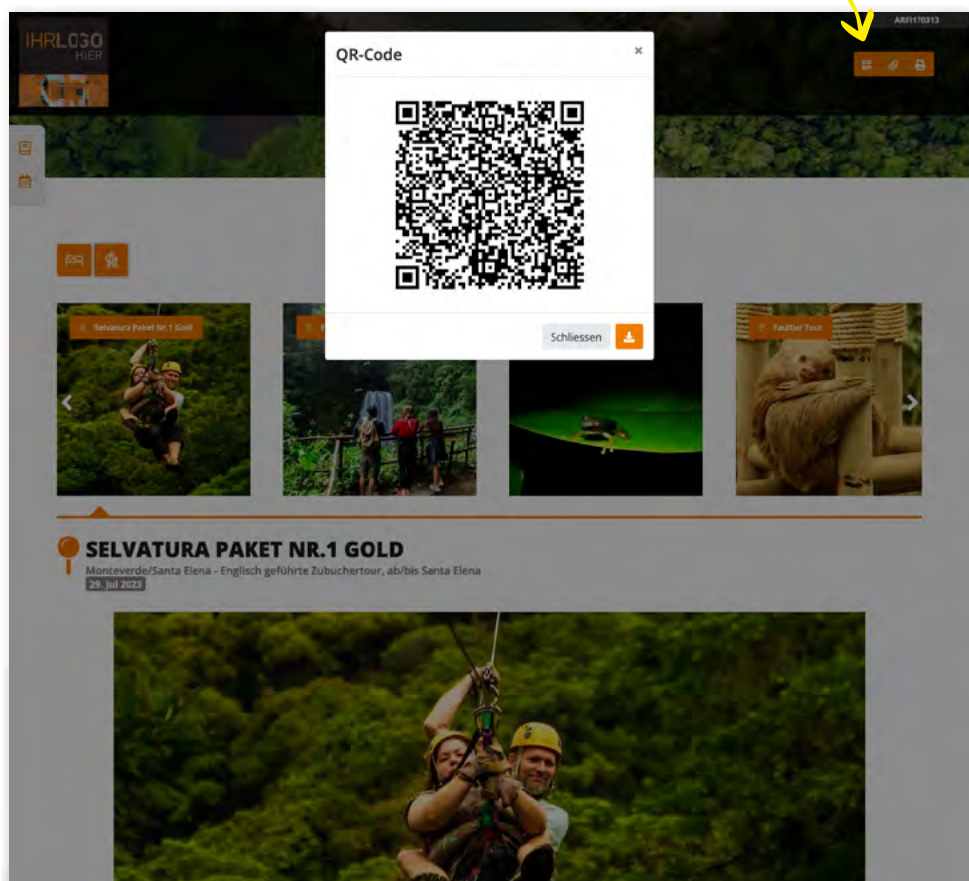 ARFI170313
IHRLOGO
HIER
QR-Code
×
Schliessen
Selvatura Paket Nr.1 Gold
Faultier Tour
SELVATURA PAKET NR.1 GOLD
Monteverde/Santa Elena - Englisch geführte Zubuchertour, ab/bis Santa Elena
29. Jul 2023